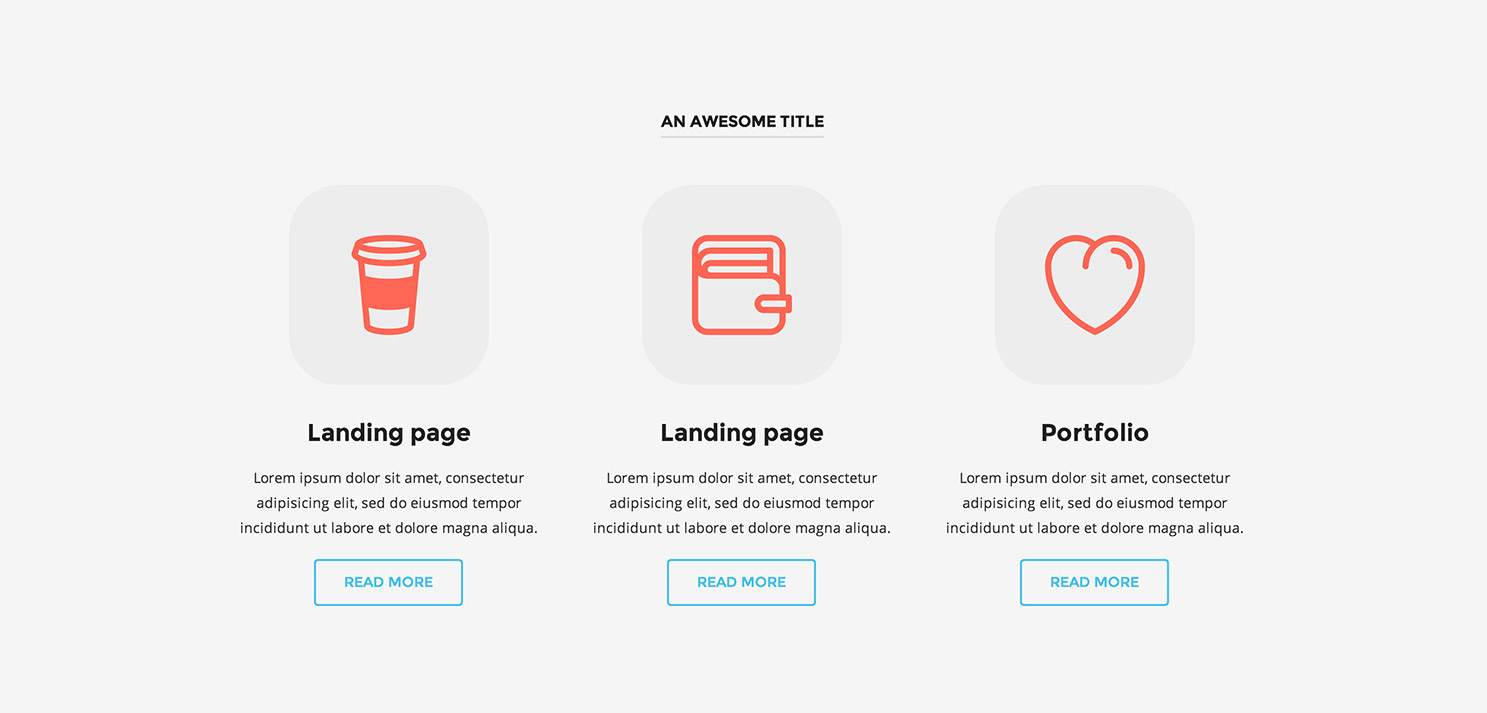 AN AWESOME TITLE
Landing page
Lorem ipsum dolor sit amet, consectetur
adipisicing elit, sed do eiusmod tempor
incididunt ut labore et dolore magna aliqua.
READ MORE
Landing page
Lorem ipsum dolor sit amet, consectetur
adipisicing elit, sed do eiusmod tempor
incididunt ut labore et dolore magna aliqua.
READ MORE
Portfolio
Lorem ipsum dolor sit amet, consectetur
adipisicing elit, sed do eiusmod tempor
incididunt ut labore et dolore magna aliqua.
READ MORE